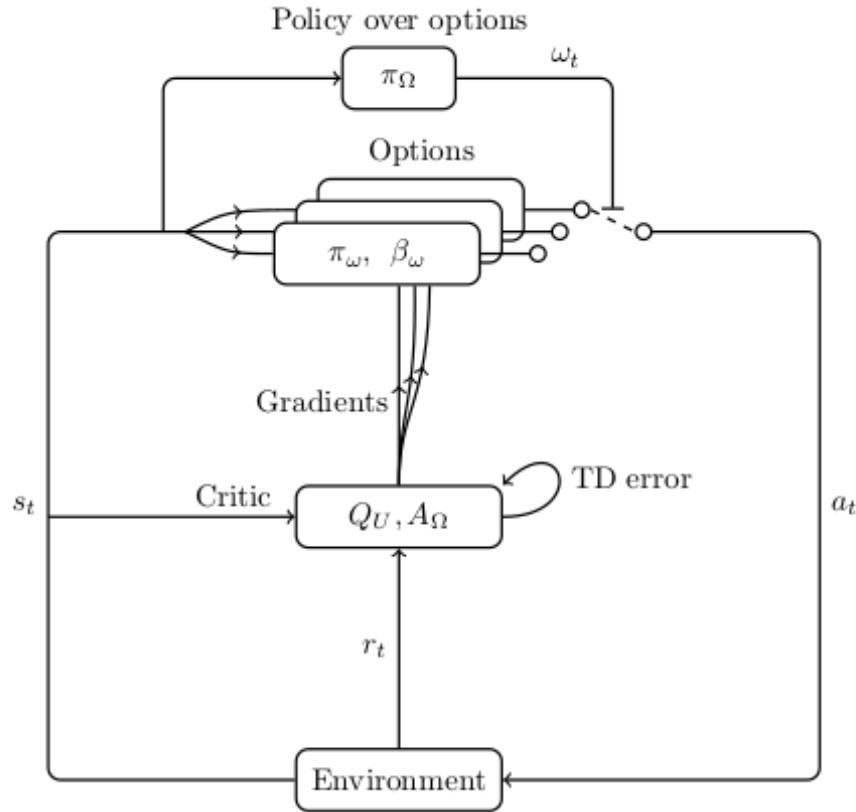 Policy over options
π_Ω
ω_t
Options
π_ω, β_ω
Gradients
Critic
TD error
s_t
Q_U, A_Ω
a_t
r_t
Environment